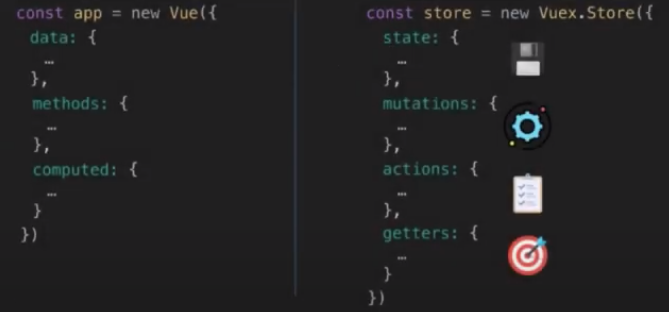 const app = new Vue({
data: {
…
},
methods: {
…
},
computed: {
…
}
})
const store = new Vuex.Store({
state: {
…
},
mutations: {
…
},
actions: {
…
},
getters: {
…
}
})